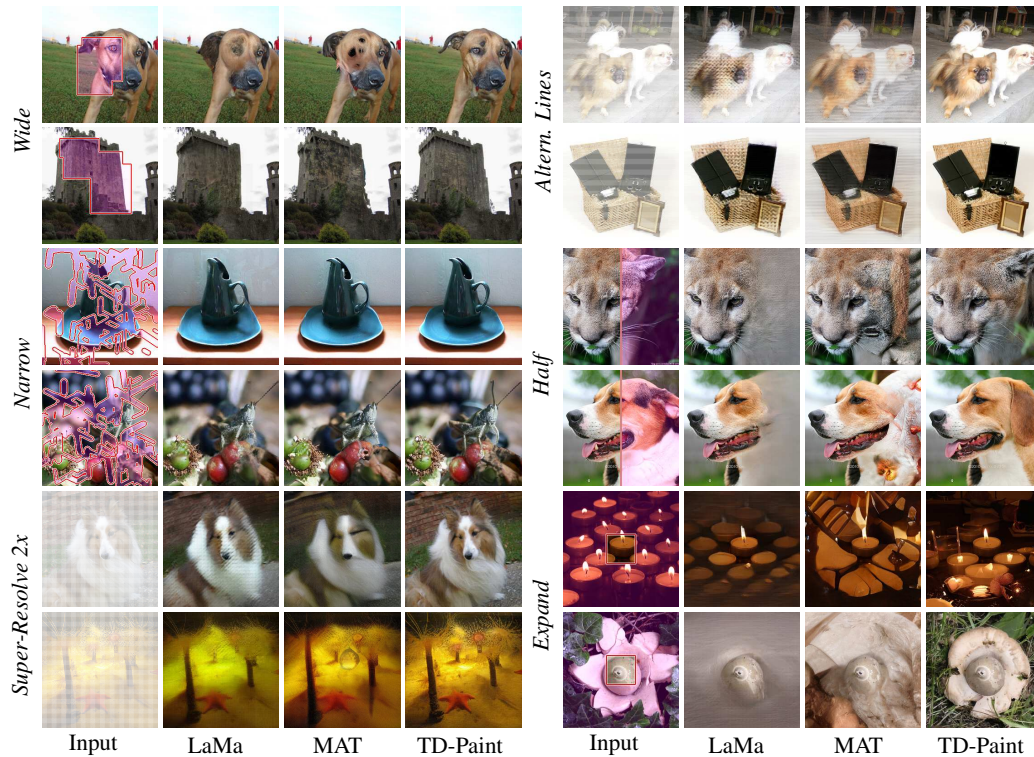 Wide
Narrow
Super-Resolve 2x
Input
LaMa
MAT
TD-Paint
Altern. Lines
Half
Expand
Input
LaMa
MAT
TD-Paint